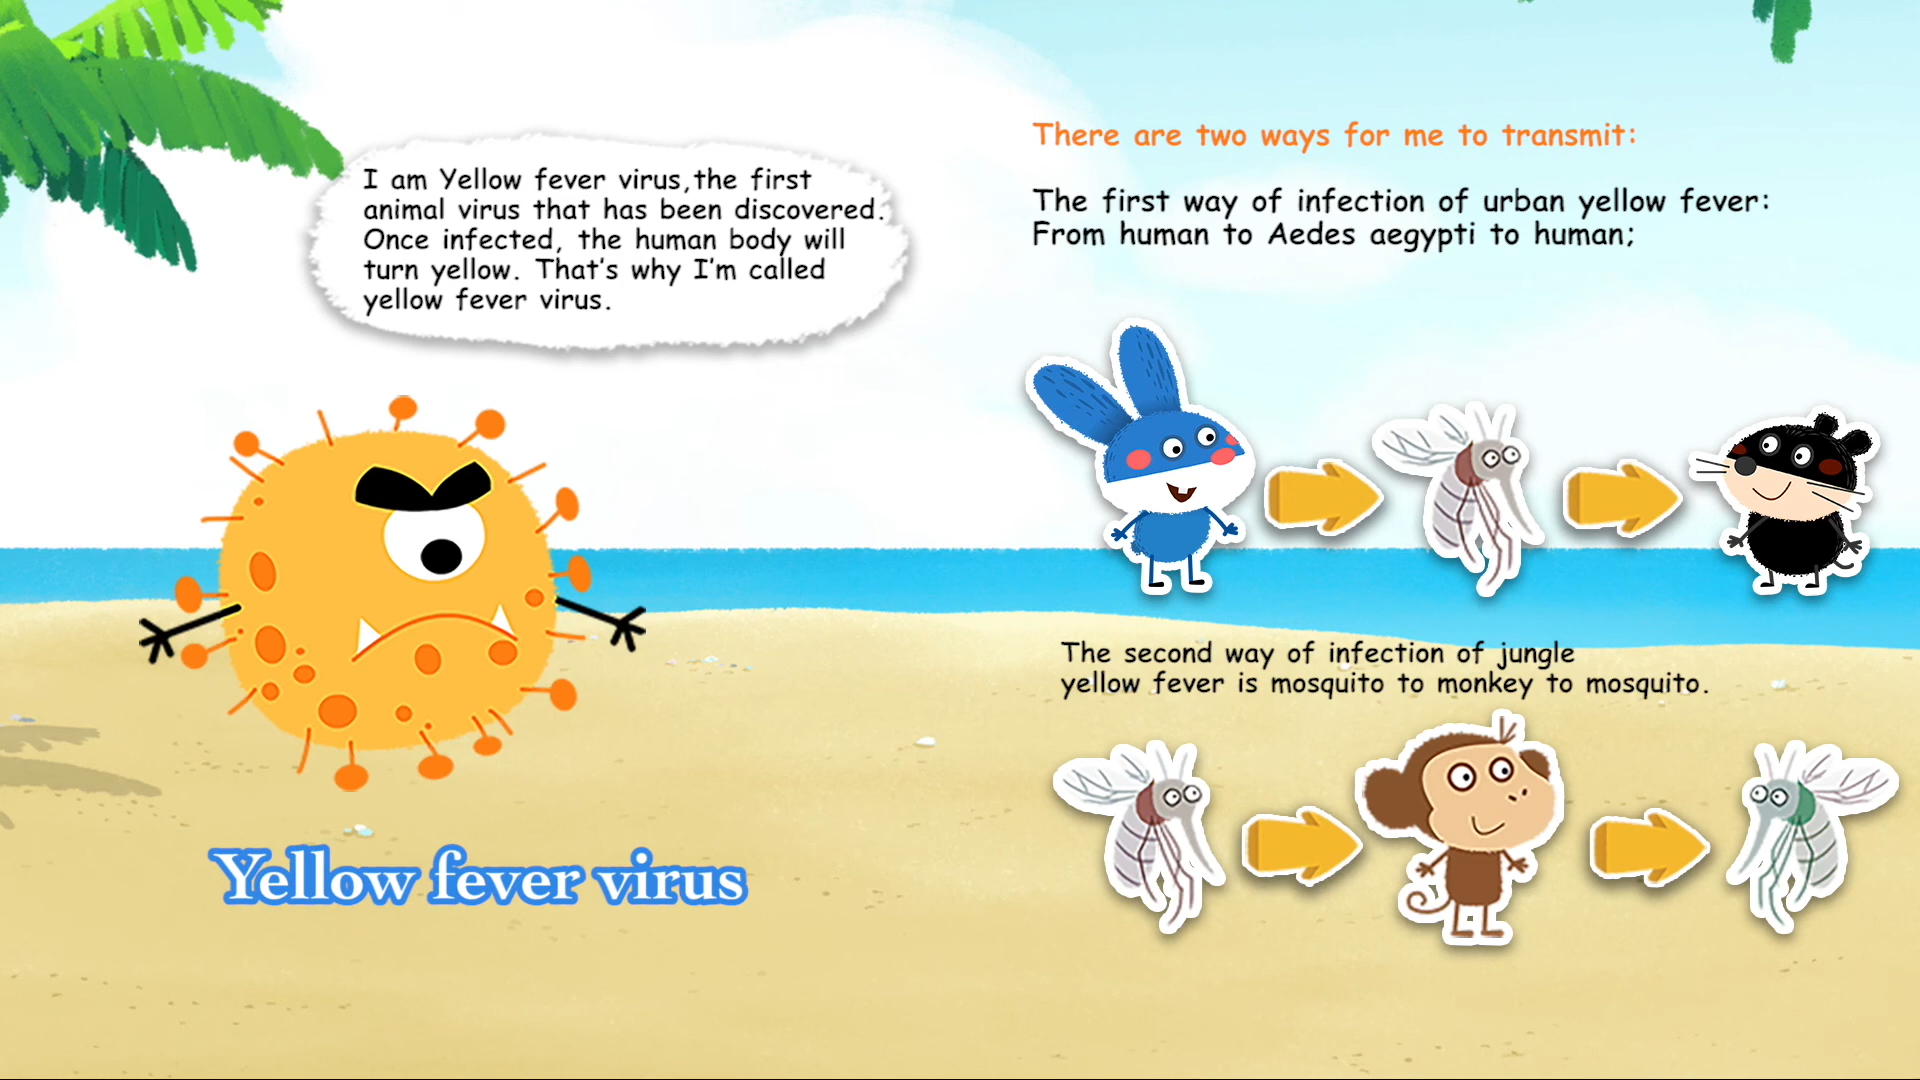 I am Yellow fever virus,the first
animal virus that has been discovered.
Once infected, the human body will
turn yellow. That's why I'm called
yellow fever virus.
Yellow fever virus
There are two ways for me to transmit:
The first way of infection of urban yellow fever:
From human to Aedes aegypti to human;
The second way of infection of jungle
yellow fever is mosquito to monkey to mosquito.